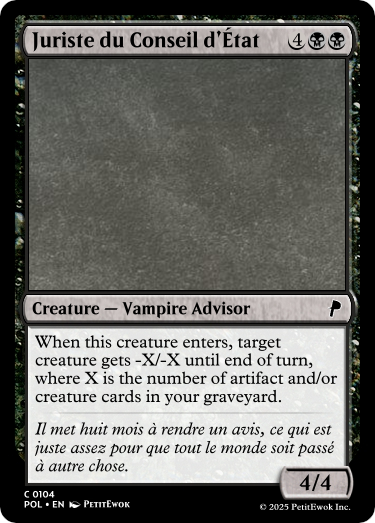 Juriste du Conseil d'État 4
Creature — Vampire Advisor
When this creature enters, target
creature gets -X/-X until end of turn,
where X is the number of artifact and/or
creature cards in your graveyard.
Il met huit mois à rendre un avis, ce qui est
juste assez pour que tout le monde soit passé
à autre chose.
4/4
C 0104
POL • EN PetitEwok
© 2025 PetitEwok Inc.